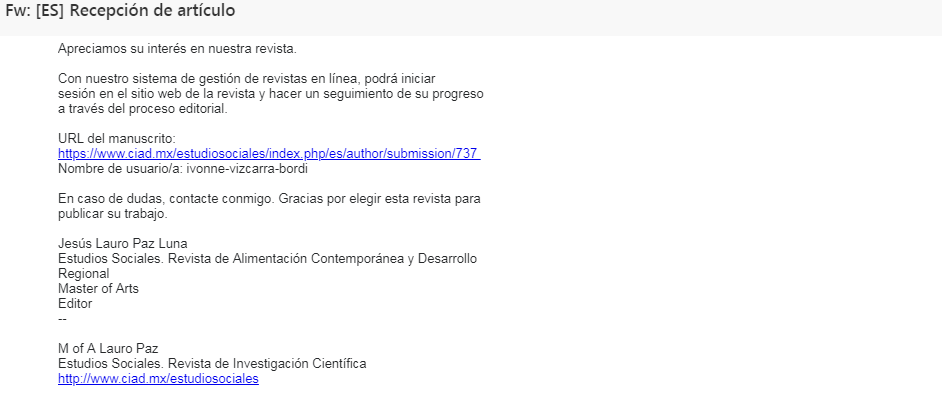 Fw: [ES] Recepción de artículo
Apreciamos su interés en nuestra revista.
Con nuestro sistema de gestión de revistas en línea, podrá iniciar
sesión en el sitio web de la revista y hacer un seguimiento de su progreso
a través del proceso editorial.
URL del manuscrito:
https://www.ciad.mx/estudiosociales/index.php/es/author/submission/737
Nombre de usuario/a: ivonne-vizcarra-bordi
En caso de dudas, contacte conmigo. Gracias por elegir esta revista para
publicar su trabajo.
Jesús Lauro Paz Luna
Estudios Sociales. Revista de Alimentación Contemporánea y Desarrollo
Regional
Master of Arts
Editor
--
M of A Lauro Paz
Estudios Sociales. Revista de Investigación Científica
http://www.ciad.mx/estudiosociales